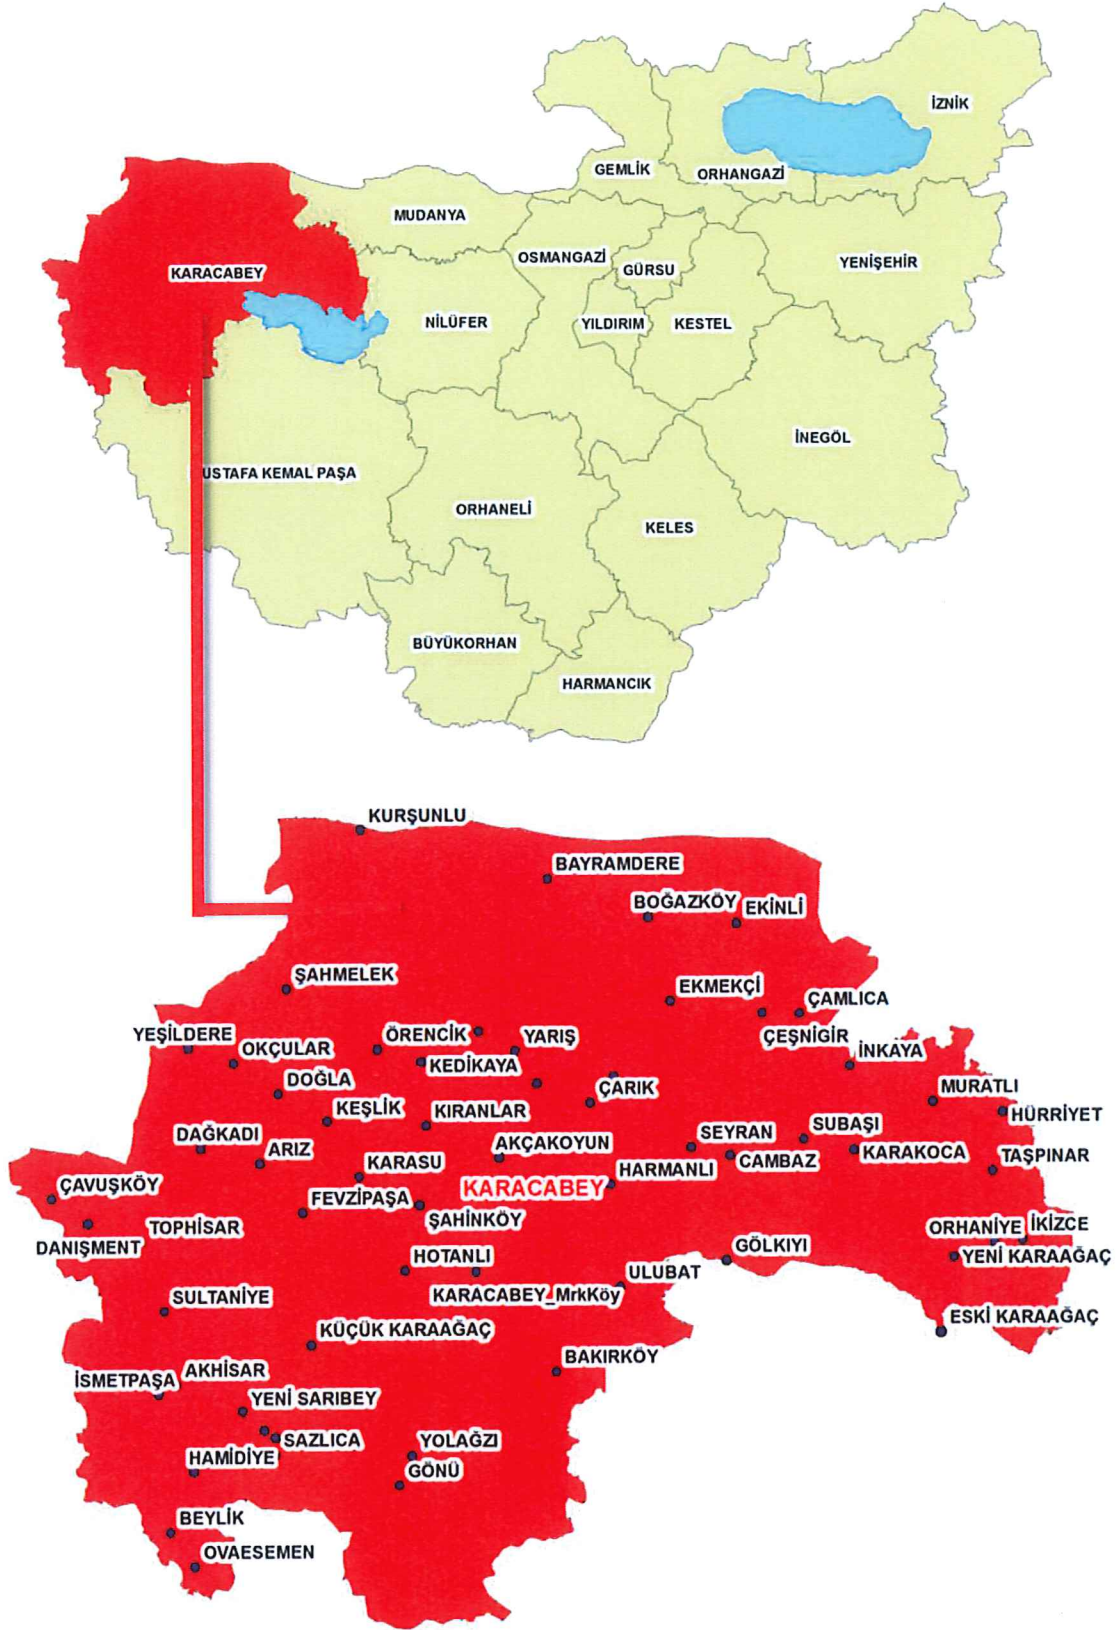 İZNİK
GEMLİK
ORHANGAZİ
MUDANYA
OSMANGAZİ
GÜRSU
YENİŞEHİR
KARACABEY
NİLÜFER
YILDIRIM
KESTEL
İNEGÖL
USTAFA KEMAL PAŞA
ORHANELİ
KELES
BÜYÜKORHAN
HARMANCIK
KURŞUNLU
BAYRAMDERE
BOĞAZKÖY
EKİNLİ
ŞAHMELEK
EKMEKÇİ
ÇAMLICA
YEŞİLDERE
ÖRENCİK
YARIŞ
ÇEŞNİGİR
OKÇULAR
KEDİKAYA
İNKAYA
DOĞLA
ÇARIK
MURATLI
KEŞLİK
KIRANLAR
HÜRRİYET
DAĞKADI
ARIZ
AKÇAKOYUN
SEYRAN
SUBAŞI
KARASU
HARMANLI
CAMBAZ
KARAKOCA
TAŞPINAR
ÇAVUŞKÖY
FEVZİPAŞA
KARACABEY
TOPHİSAR
ŞAHİNKÖY
ORHANİYE
İKİZCE
DANIŞMENT
HOTANLI
GÖLKIYI
YENİ KARAAĞAÇ
ULUBAT
SULTANİYE
KARACABEY_MrkKöy
ESKİ KARAAĞAÇ
KÜÇÜK KARAAĞAÇ
BAKIRKÖY
AKHİSAR
İSMETPAŞA
YENİ SARIBEY
SAZLICA
YOLAĞZI
HAMİDİYE
GÖNÜ
BEYLİK
OVAESEMEN